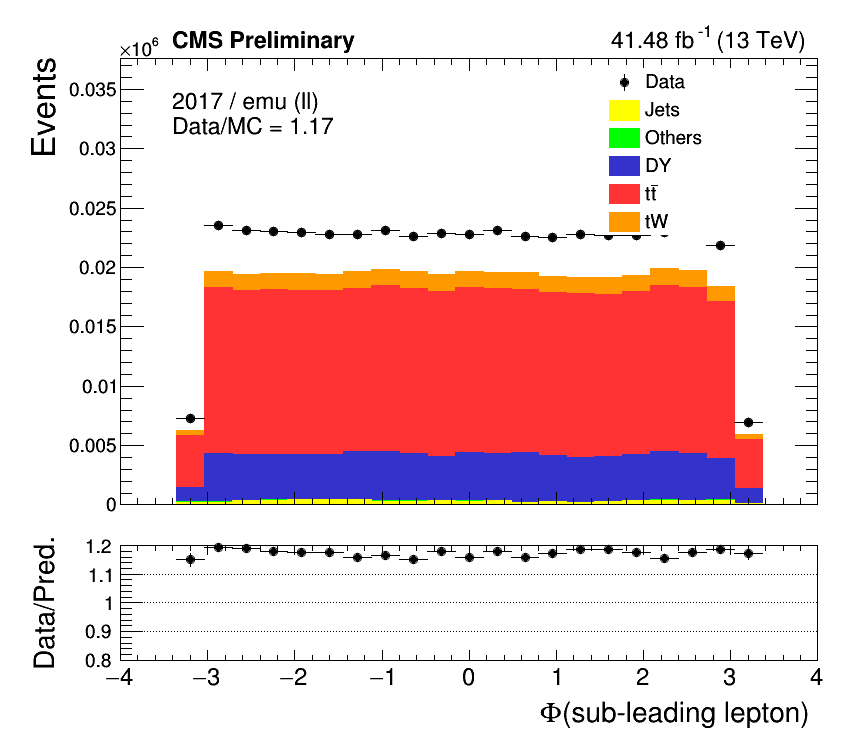 ×10⁶ CMS Preliminary 41.48 fb⁻¹ (13 TeV)
Events
2017 / emu (ll)
Data/MC = 1.17
Data
Jets
Others
DY
tt̄
tW
0.035
0.03
0.025
0.02
0.015
0.01
0.005
0
Data/Pred.
1.2
1.1
1
0.9
0.8
−4 −3 −2 −1 0 1 2 3 4
Φ(sub-leading lepton)